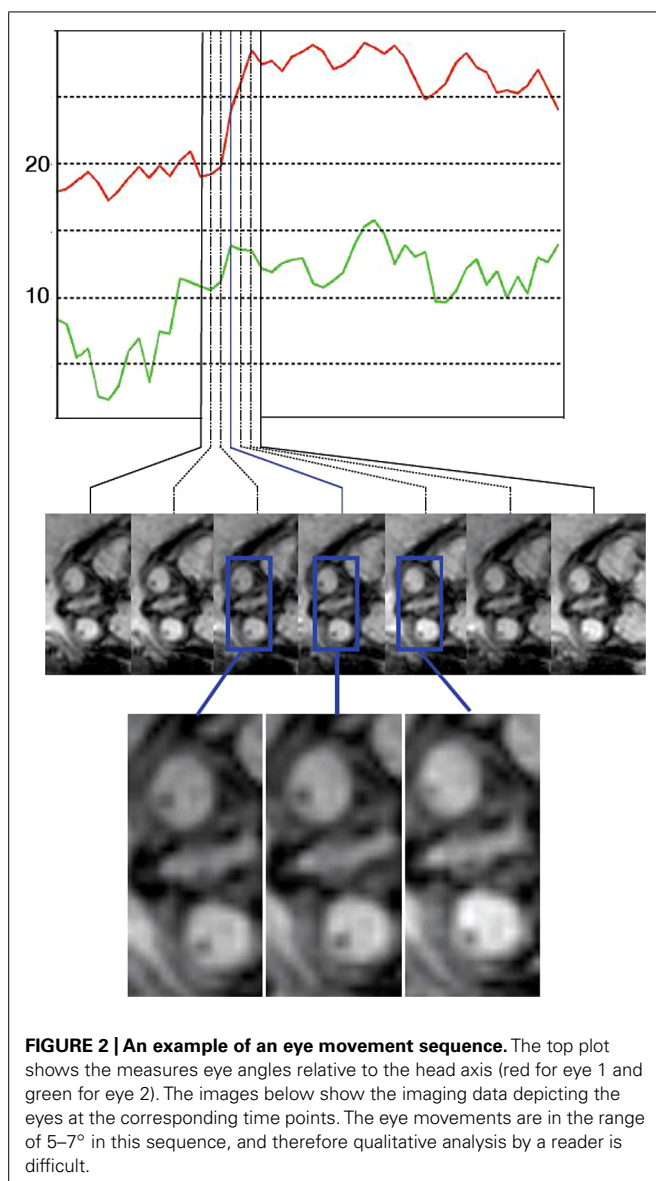 20
10
FIGURE 2 | An example of an eye movement sequence. The top plot
shows the measures eye angles relative to the head axis (red for eye 1 and
green for eye 2). The images below show the imaging data depicting the
eyes at the corresponding time points. The eye movements are in the range
of 5–7° in this sequence, and therefore qualitative analysis by a reader is
difficult.